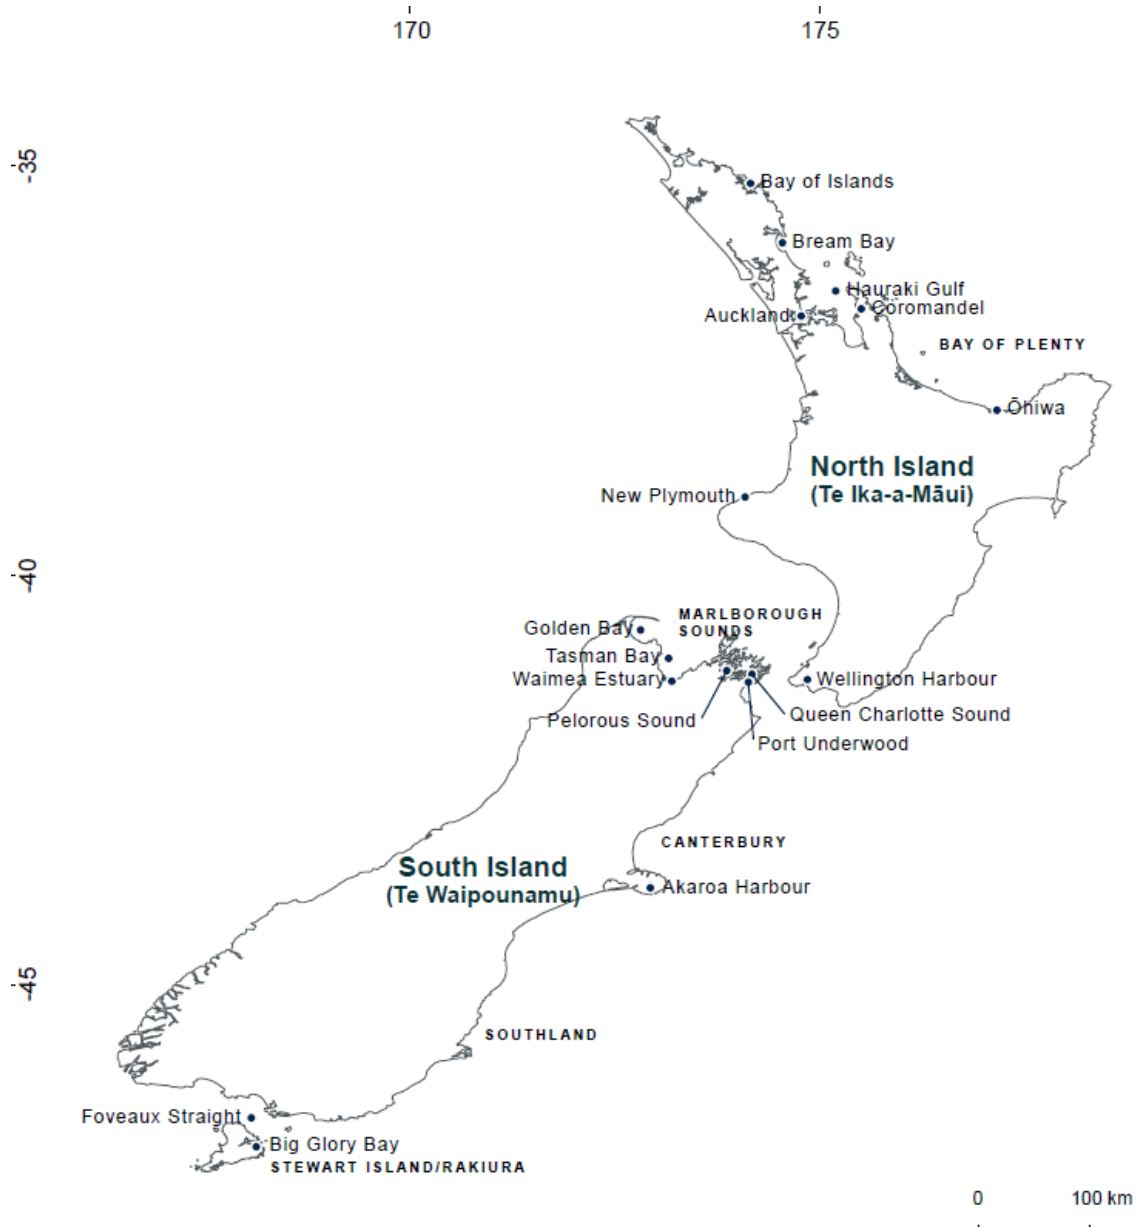 170
175
-35
Bay of Islands
Bream Bay
Hauraki Gulf
Coromandel
Auckland
BAY OF PLENTY
Ōhiwa
North Island
(Te Ika-a-Māui)
New Plymouth
-40
MARLBOROUGH
SOUNDS
Golden Bay
Tasman Bay
Waimea Estuary
Wellington Harbour
Pelorous Sound
Queen Charlotte Sound
Port Underwood
CANTERBURY
South Island
(Te Waipounamu)
Akaroa Harbour
-45
SOUTHLAND
Foveaux Straight
Big Glory Bay
STEWART ISLAND/RAKIURA
0
100 km